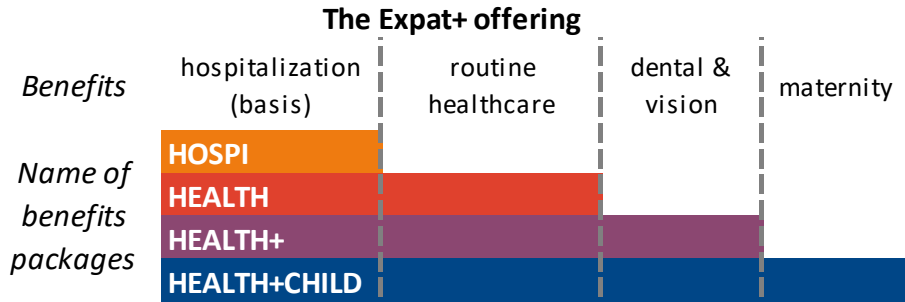 The Expat+ offering
Benefits
hospitalization
(basis)
routine
healthcare
dental &
vision
maternity
Name of
benefits
packages
HOSPI
HEALTH
HEALTH+
HEALTH+CHILD